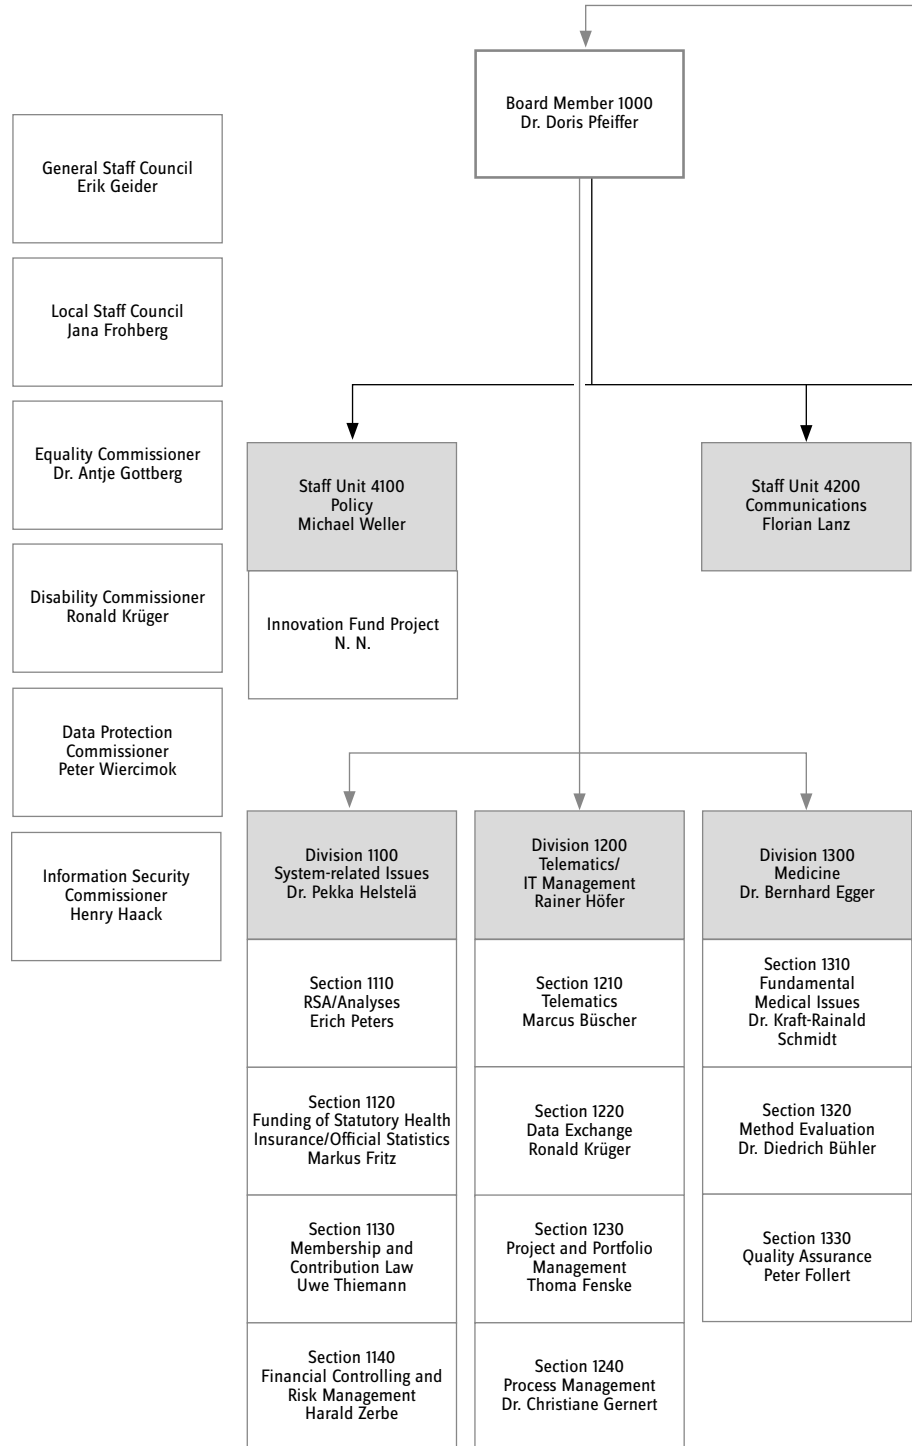 Board Member 1000
Dr. Doris Pfeiffer
General Staff Council
Erik Geider
Local Staff Council
Jana Frohberg
Equality Commissioner
Dr. Antje Gottberg
Disability Commissioner
Ronald Krüger
Data Protection
Commissioner
Peter Wiercimok
Information Security
Commissioner
Henry Haack
Staff Unit 4100
Policy
Michael Weller
Innovation Fund Project
N. N.
Staff Unit 4200
Communications
Florian Lanz
Division 1100
System-related Issues
Dr. Pekka Helstelä
Section 1110
RSA/Analyses
Erich Peters
Section 1120
Funding of Statutory Health
Insurance/Official Statistics
Markus Fritz
Section 1130
Membership and
Contribution Law
Uwe Thiemann
Section 1140
Financial Controlling and
Risk Management
Harald Zerbe
Division 1200
Telematics/
IT Management
Rainer Höfer
Section 1210
Telematics
Marcus Büscher
Section 1220
Data Exchange
Ronald Krüger
Section 1230
Project and Portfolio
Management
Thoma Fenske
Section 1240
Process Management
Dr. Christiane Gernert
Division 1300
Medicine
Dr. Bernhard Egger
Section 1310
Fundamental
Medical Issues
Dr. Kraft-Rainald
Schmidt
Section 1320
Method Evaluation
Dr. Diedrich Bühler
Section 1330
Quality Assurance
Peter Follert